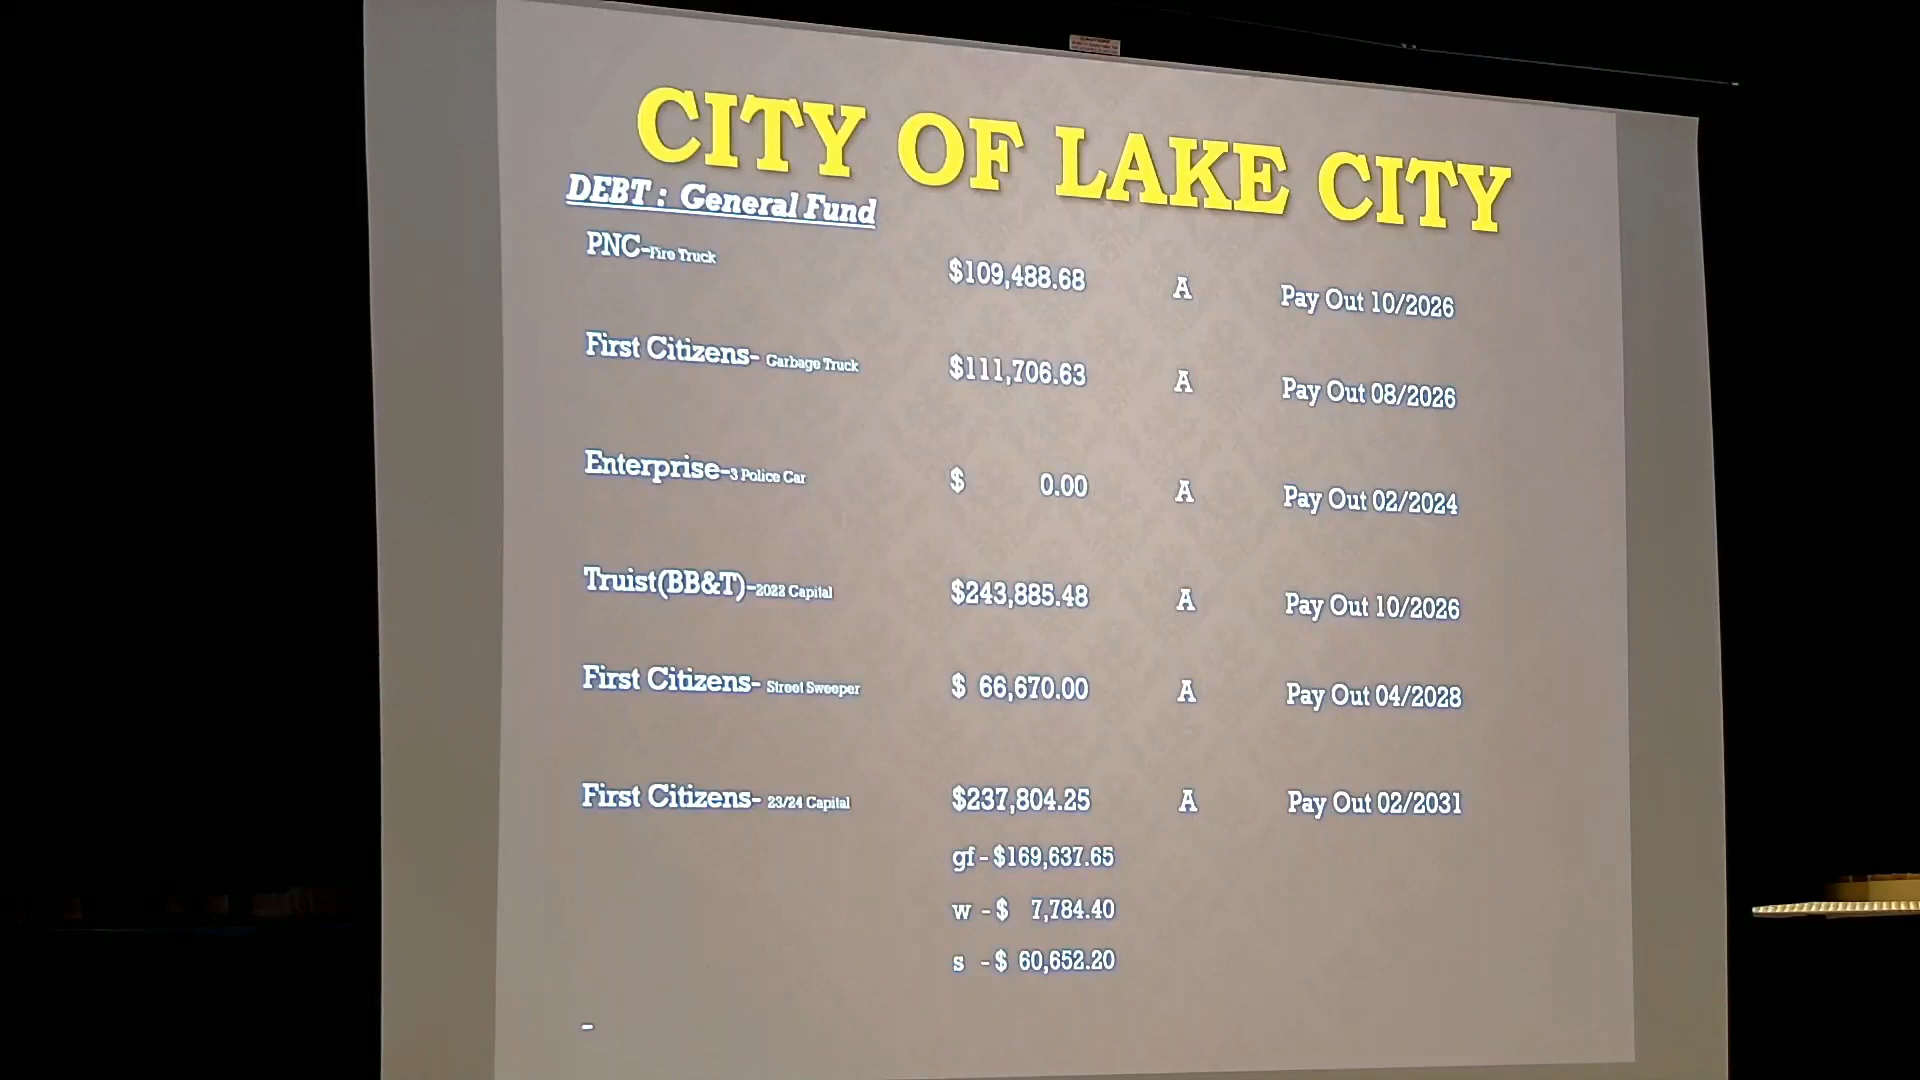 CITY OF LAKE CITY
DEBT : General Fund
PNC-Fire Truck $109,488.68 A Pay Out 10/2026
First Citizens- Garbage Truck $111,706.63 A Pay Out 08/2026
Enterprise-3 Police Car $ 0.00 A Pay Out 02/2024
Truist(BB&T)-2022 Capital $243,885.48 A Pay Out 10/2026
First Citizens- Street Sweeper $ 66,670.00 A Pay Out 04/2028
First Citizens- 23/24 Capital $237,804.25 A Pay Out 02/2031
gf - $169,637.65
w - $ 7,784.40
s - $ 60,652.20
-